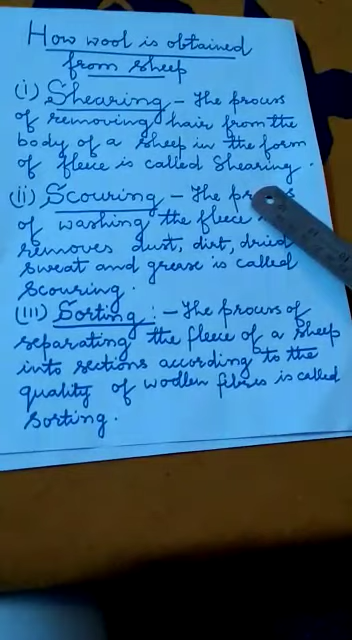 How wool is obtained
from sheep
(i) Shearing - The process
of removing hair from the
body of a sheep in the form
of fleece is called Shearing.
(ii) Scouring - The
of washing the fleece
removes dust, dirt, dried
sweat and grease is called
scouring.
(iii) Sorting : - The process of
separating the fleece of a sheep
into sections according to the
quality of woollen fibres is called
Sorting.